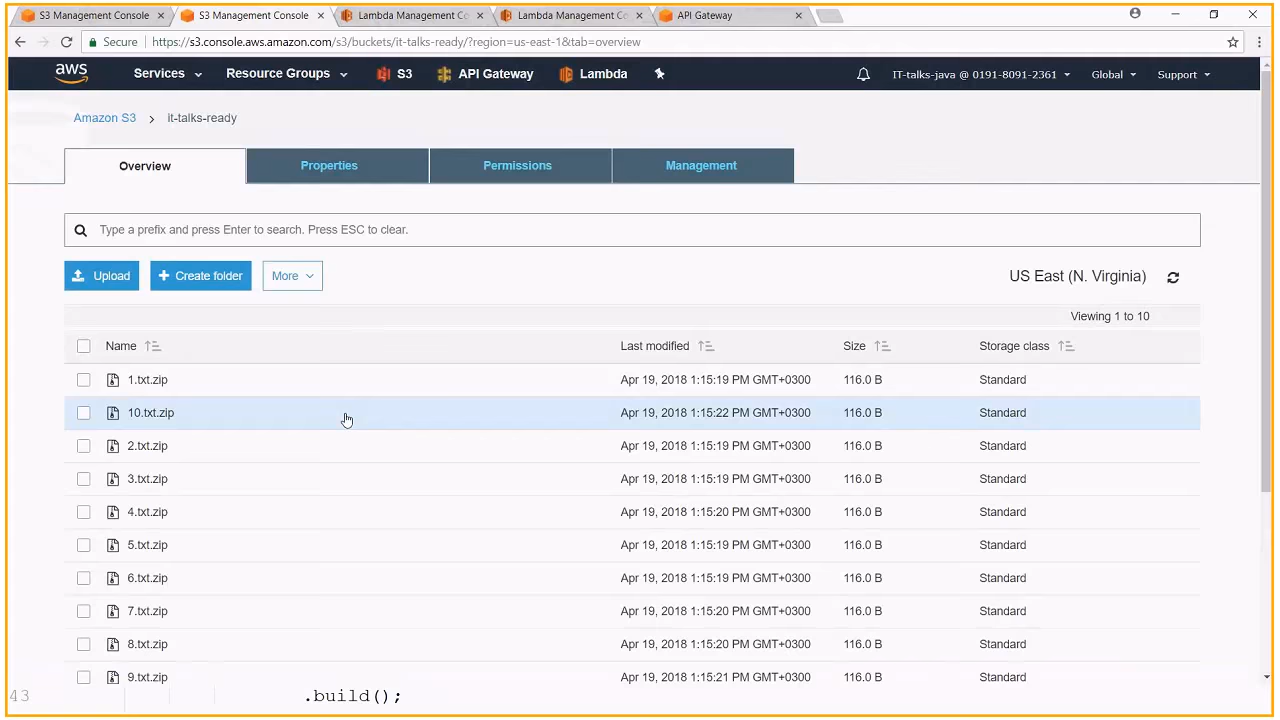 S3 Management Console × S3 Management Console × Lambda Management Co × Lambda Management Co × API Gateway ×
Secure https://s3.console.aws.amazon.com/s3/buckets/it-talks-ready/?region=us-east-1&tab=overview
aws Services Resource Groups S3 API Gateway Lambda IT-talks-java @ 0191-8091-2361 Global Support
Amazon S3 > it-talks-ready
Overview Properties Permissions Management
Type a prefix and press Enter to search. Press ESC to clear.
Upload + Create folder More US East (N. Virginia)
Viewing 1 to 10
Name Last modified Size Storage class
1.txt.zip Apr 19, 2018 1:15:19 PM GMT+0300 116.0 B Standard
10.txt.zip Apr 19, 2018 1:15:22 PM GMT+0300 116.0 B Standard
2.txt.zip Apr 19, 2018 1:15:19 PM GMT+0300 116.0 B Standard
3.txt.zip Apr 19, 2018 1:15:19 PM GMT+0300 116.0 B Standard
4.txt.zip Apr 19, 2018 1:15:20 PM GMT+0300 116.0 B Standard
5.txt.zip Apr 19, 2018 1:15:19 PM GMT+0300 116.0 B Standard
6.txt.zip Apr 19, 2018 1:15:19 PM GMT+0300 116.0 B Standard
7.txt.zip Apr 19, 2018 1:15:20 PM GMT+0300 116.0 B Standard
8.txt.zip Apr 19, 2018 1:15:20 PM GMT+0300 116.0 B Standard
9.txt.zip Apr 19, 2018 1:15:21 PM GMT+0300 116.0 B Standard
43 .build();